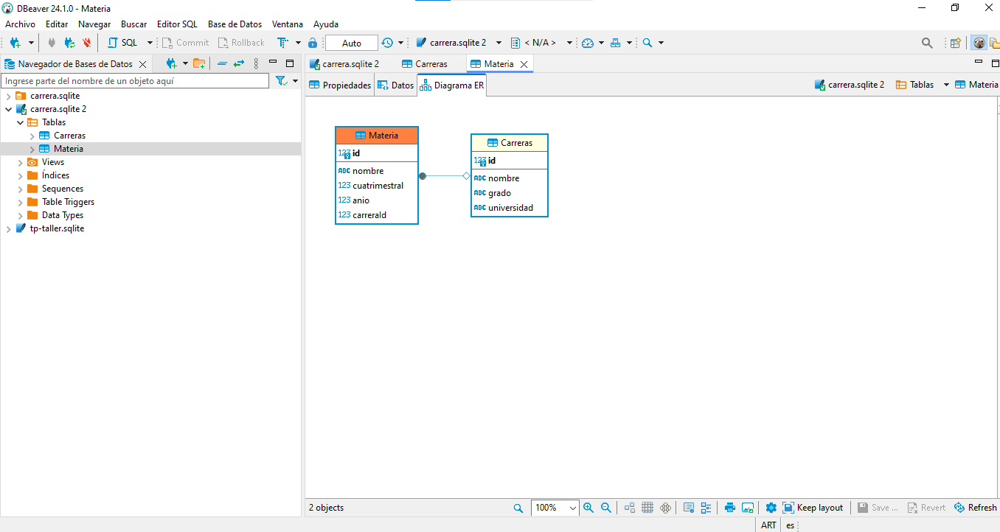 DBeaver 24.1.0 - Materia
Archivo Editar Navegar Buscar Editor SQL Base de Datos Ventana Ayuda
SQL Commit Rollback Auto carrera.sqlite 2 < N/A >
Navegador de Bases de Datos
Ingrese parte del nombre de un objeto aquí
carrera.sqlite
carrera.sqlite 2
Tablas
Carreras
Materia
Views
Índices
Sequences
Table Triggers
Data Types
tp-taller.sqlite
carrera.sqlite 2 Carreras Materia
Propiedades Datos Diagrama ER carrera.sqlite 2 Tablas Materia
Materia
123 id
ABC nombre
123 cuatrimestral
123 anio
123 carreraId
Carreras
123 id
ABC nombre
ABC grado
ABC universidad
2 objects 100% Keep layout Save ... Revert Refresh
ART es